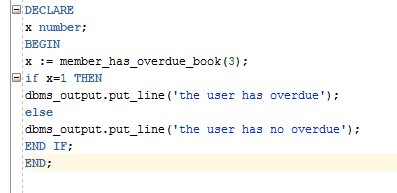 DECLARE
x number;
BEGIN
x := member_has_overdue_book(3);
if x=1 THEN
dbms_output.put_line('the user has overdue');
else
dbms_output.put_line('the user has no overdue');
END IF;
END;